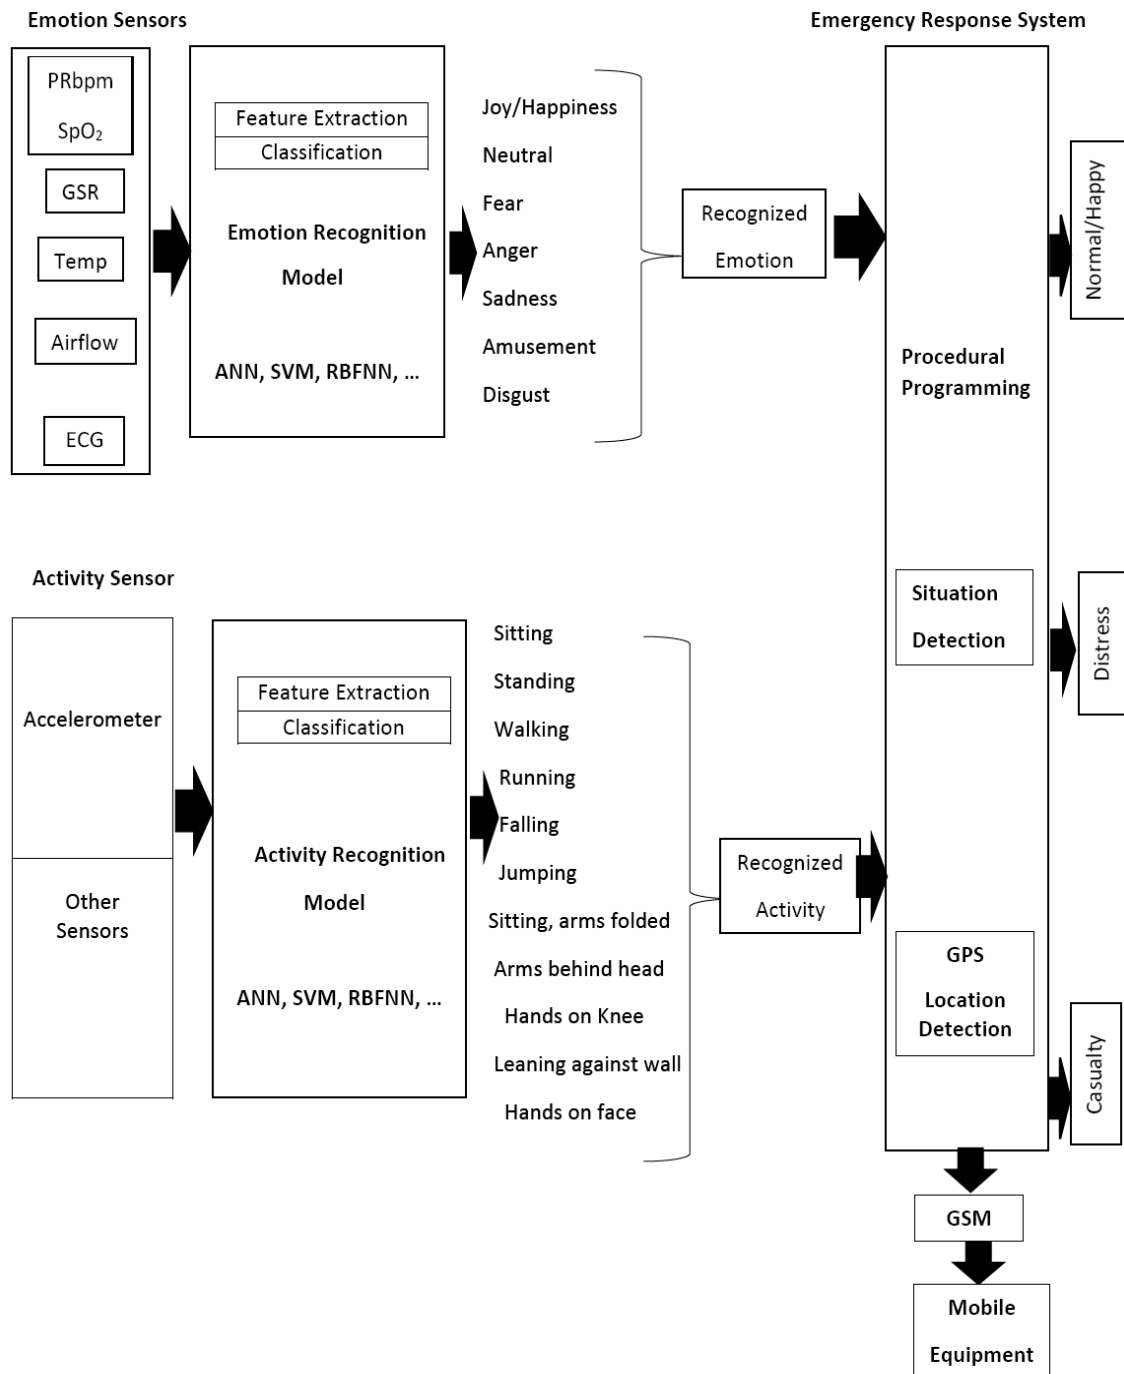 Emotion Sensors
PRbpm
SpO₂
GSR
Temp
Airflow
ECG
Feature Extraction
Classification
Emotion Recognition
Model
ANN, SVM, RBFNN, ...
Joy/Happiness
Neutral
Fear
Anger
Sadness
Amusement
Disgust
Recognized
Emotion
Emergency Response System
Procedural
Programming
Situation
Detection
GPS
Location
Detection
Normal/Happy
Distress
Casualty
Activity Sensor
Accelerometer
Other
Sensors
Feature Extraction
Classification
Activity Recognition
Model
ANN, SVM, RBFNN, ...
Sitting
Standing
Walking
Running
Falling
Jumping
Sitting, arms folded
Arms behind head
Hands on Knee
Leaning against wall
Hands on face
Recognized
Activity
GSM
Mobile
Equipment